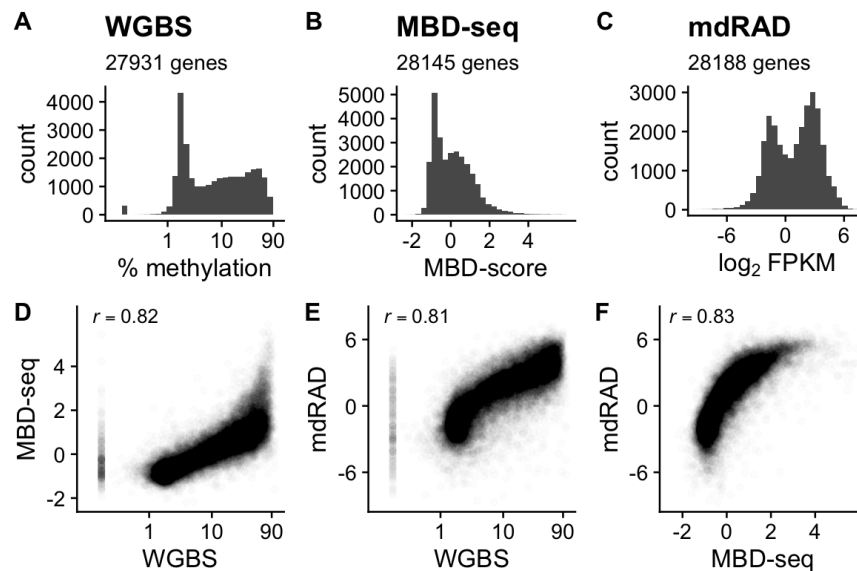 A WGBS
27931 genes
4000
3000
2000
1000
0
count
1 10 90
% methylation
B MBD-seq
28145 genes
5000
4000
3000
2000
1000
0
count
-2 0 2 4
MBD-score
C mdRAD
28188 genes
3000
2000
1000
0
count
-6 0 6
log₂ FPKM
D r = 0.82
MBD-seq
4
2
0
-2
1 10 90
WGBS
E r = 0.81
mdRAD
6
0
-6
1 10 90
WGBS
F r = 0.83
mdRAD
6
0
-6
-2 0 2 4
MBD-seq